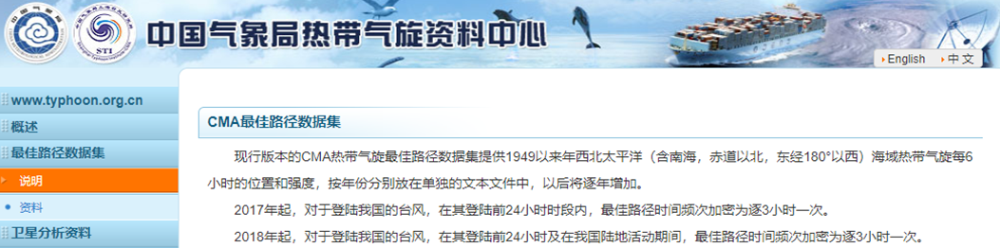 中国气象局热带气旋资料中心
STI
English
中 文
www.typhoon.org.cn
概述
最佳路径数据集
说明
资料
卫星分析资料
CMA最佳路径数据集
现行版本的CMA热带气旋最佳路径数据集提供1949以来年西北太平洋（含南海，赤道以北，东经180°以西）海域热带气旋每6
小时的位置和强度，按年份分别放在单独的文本文件中，以后将逐年增加。
2017年起，对于登陆我国的台风，在其登陆前24小时时段内，最佳路径时间频次加密为逐3小时一次。
2018年起，对于登陆我国的台风，在其登陆前24小时及在我国陆地活动期间，最佳路径时间频次加密为逐3小时一次。